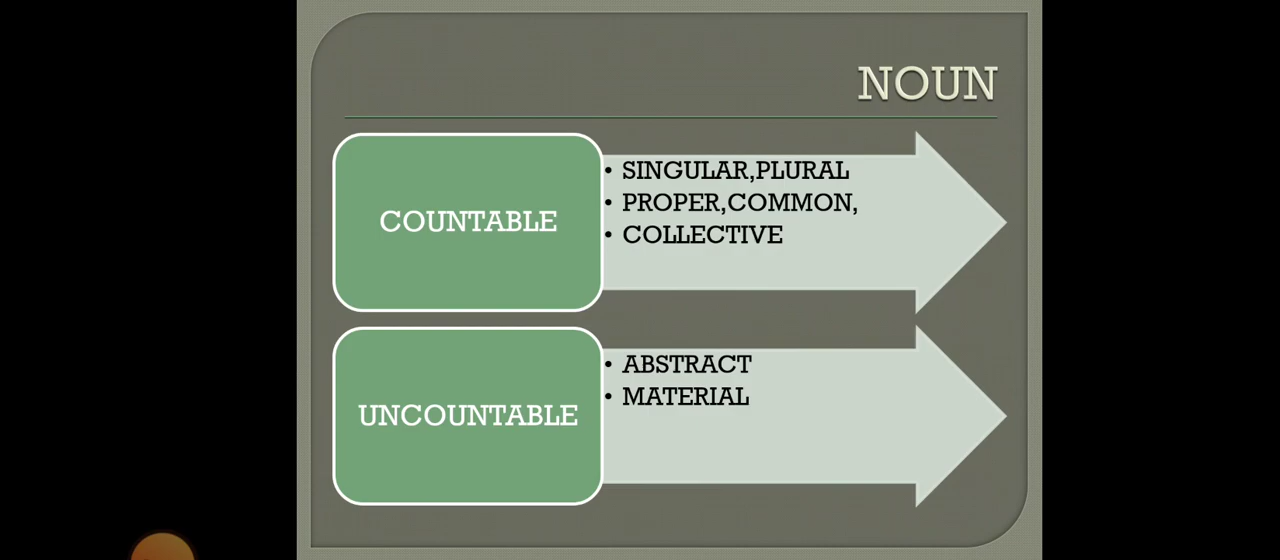 NOUN
COUNTABLE
• SINGULAR,PLURAL
• PROPER,COMMON,
• COLLECTIVE
UNCOUNTABLE
• ABSTRACT
• MATERIAL